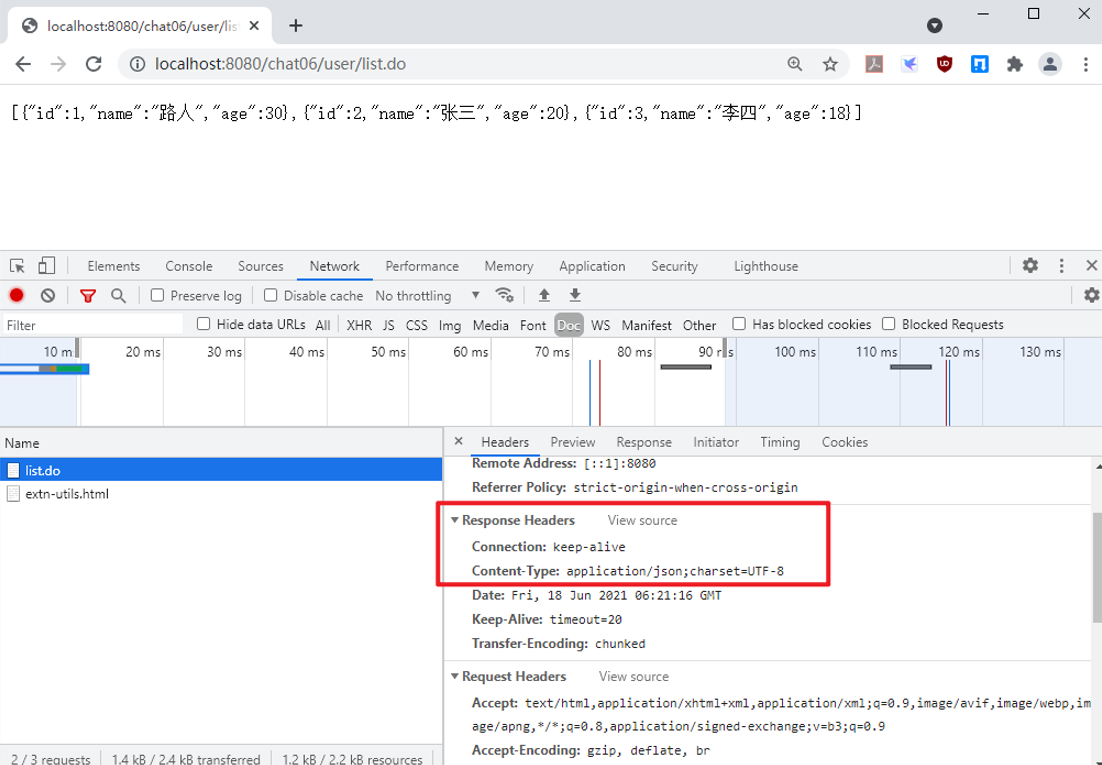 localhost:8080/chat06/user/lis
localhost:8080/chat06/user/list.do
[{"id":1,"name":"路人","age":30},{"id":2,"name":"张三","age":20},{"id":3,"name":"李四","age":18}]
Elements Console Sources Network Performance Memory Application Security Lighthouse
Preserve log Disable cache No throttling
Filter Hide data URLs All XHR JS CSS Img Media Font Doc WS Manifest Other Has blocked cookies Blocked Requests
10 m 20 ms 30 ms 40 ms 50 ms 60 ms 70 ms 80 ms 90 ms 100 ms 110 ms 120 ms 130 ms
Name
list.do
extn-utils.html
Headers Preview Response Initiator Timing Cookies
Remote Address: [::1]:8080
Referrer Policy: strict-origin-when-cross-origin
Response Headers View source
Connection: keep-alive
Content-Type: application/json;charset=UTF-8
Date: Fri, 18 Jun 2021 06:21:16 GMT
Keep-Alive: timeout=20
Transfer-Encoding: chunked
Request Headers View source
Accept: text/html,application/xhtml+xml,application/xml;q=0.9,image/avif,image/webp,im
age/apng,*/*;q=0.8,application/signed-exchange;v=b3;q=0.9
Accept-Encoding: gzip, deflate, br
2 / 3 requests 1.4 kB / 2.4 kB transferred 1.2 kB / 2.2 kB resources